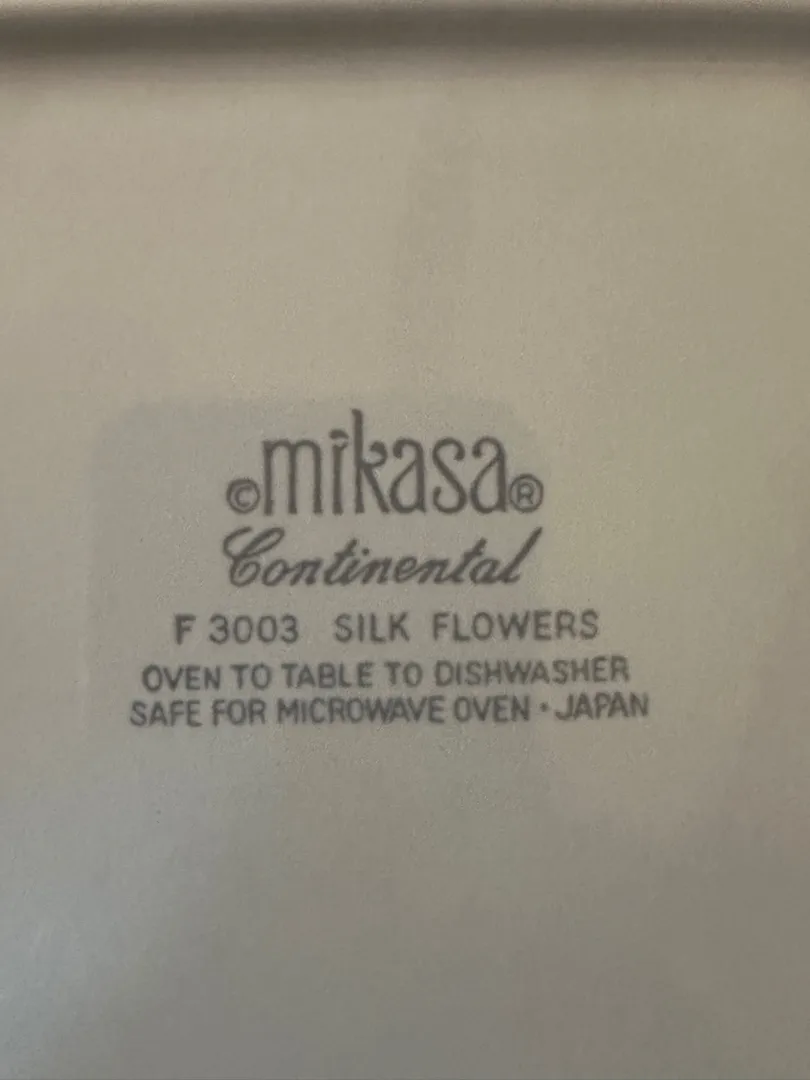 ©mikasa®
Continental
F 3003 SILK FLOWERS
OVEN TO TABLE TO DISHWASHER
SAFE FOR MICROWAVE OVEN · JAPAN